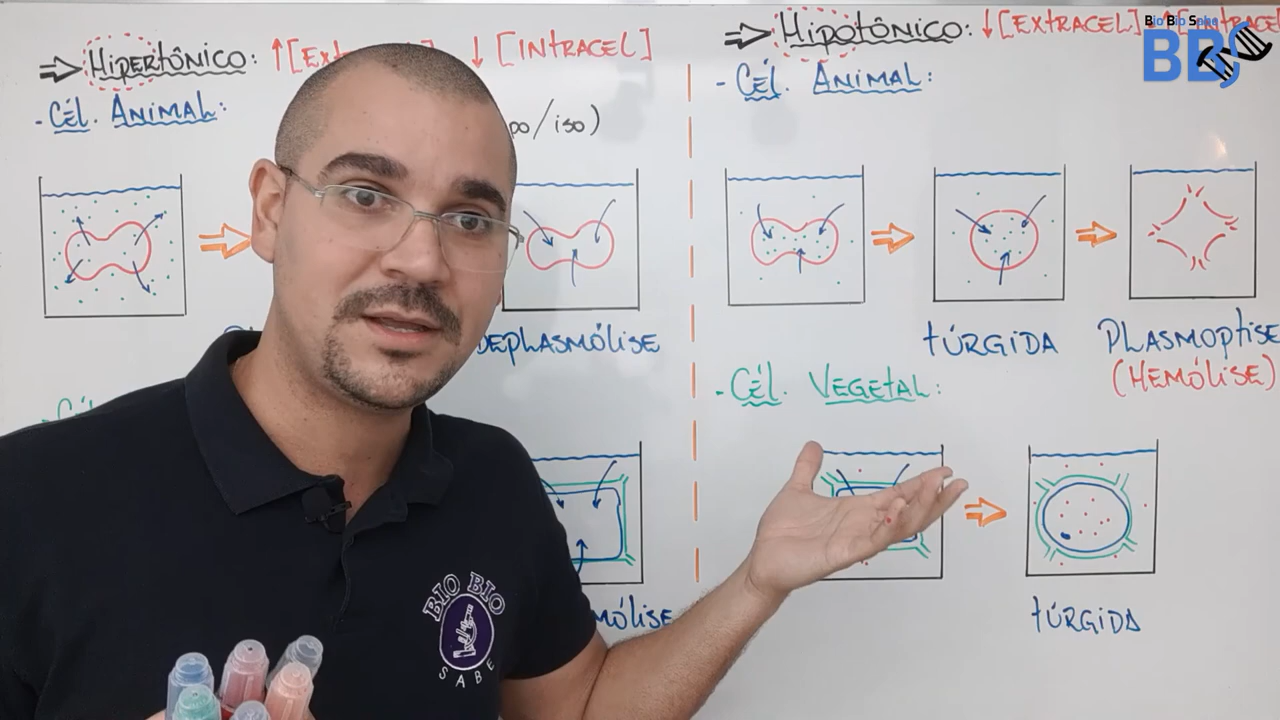 ⇒ Hipertônico: ↑[Ext ↓ [Intracel]
- Cél. Animal:
po/iso)
Deplasmólise
mólise
⇒ Hipotônico: ↓[Extracel]
- Cél. Animal:
Túrgida
Plasmoptise
(Hemólise)
- Cél. Vegetal:
Túrgida
Bio Bio Sabe
BBS
BIO BIO
SABE